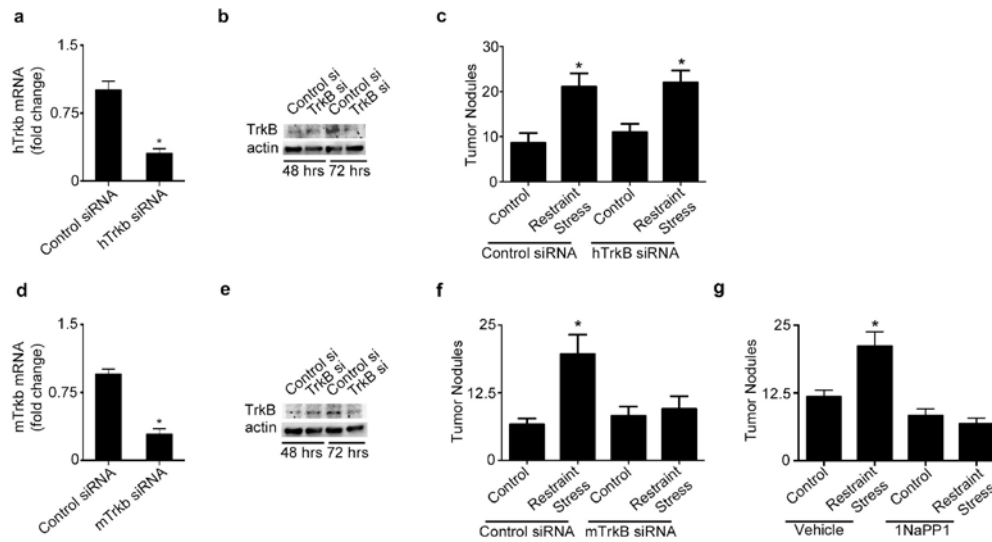 a
hTrkb mRNA
(fold change)
1.5
0.75
0
*
Control siRNA
hTrkb siRNA
b
Control si
TrkB si
Control si
TrkB si
TrkB
actin
48 hrs
72 hrs
c
Tumor Nodules
30
20
10
0
*
*
Control
Restraint
Stress
Control
Restraint
Stress
Control siRNA
hTrkB siRNA
d
mTrkb mRNA
(fold change)
1.5
0.75
0
*
Control siRNA
mTrkb siRNA
e
Control si
TrkB si
Control si
TrkB si
TrkB
actin
48 hrs
72 hrs
f
Tumor Nodules
25
12.5
0
*
Control
Restraint
Stress
Control
Restraint
Stress
Control siRNA
mTrkB siRNA
g
Tumor Nodules
25
12.5
0
*
Control
Restraint
Stress
Control
Restraint
Stress
Vehicle
1NaPP1